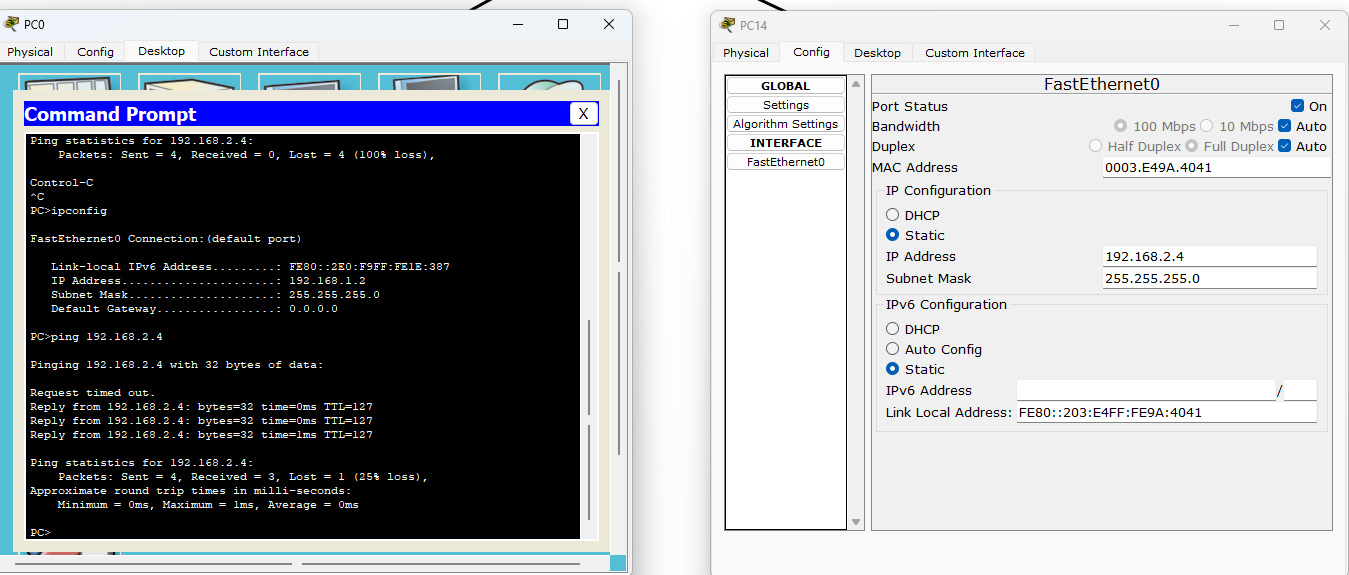 PC0
Physical Config Desktop Custom Interface
Command Prompt X
Ping statistics for 192.168.2.4:
    Packets: Sent = 4, Received = 0, Lost = 4 (100% loss),
Control-C
^C
PC>ipconfig
FastEthernet0 Connection:(default port)
   Link-local IPv6 Address.........: FE80::2E0:F9FF:FE1E:387
   IP Address......................: 192.168.1.2
   Subnet Mask.....................: 255.255.255.0
   Default Gateway.................: 0.0.0.0
PC>ping 192.168.2.4
Pinging 192.168.2.4 with 32 bytes of data:
Request timed out.
Reply from 192.168.2.4: bytes=32 time=0ms TTL=127
Reply from 192.168.2.4: bytes=32 time=0ms TTL=127
Reply from 192.168.2.4: bytes=32 time=1ms TTL=127
Ping statistics for 192.168.2.4:
    Packets: Sent = 4, Received = 3, Lost = 1 (25% loss),
Approximate round trip times in milli-seconds:
    Minimum = 0ms, Maximum = 1ms, Average = 0ms
PC>
PC14
Physical Config Desktop Custom Interface
GLOBAL
Settings
Algorithm Settings
INTERFACE
FastEthernet0
FastEthernet0
Port Status On
Bandwidth 100 Mbps 10 Mbps Auto
Duplex Half Duplex Full Duplex Auto
MAC Address 0003.E49A.4041
IP Configuration
DHCP
Static
IP Address 192.168.2.4
Subnet Mask 255.255.255.0
IPv6 Configuration
DHCP
Auto Config
Static
IPv6 Address /
Link Local Address: FE80::203:E4FF:FE9A:4041